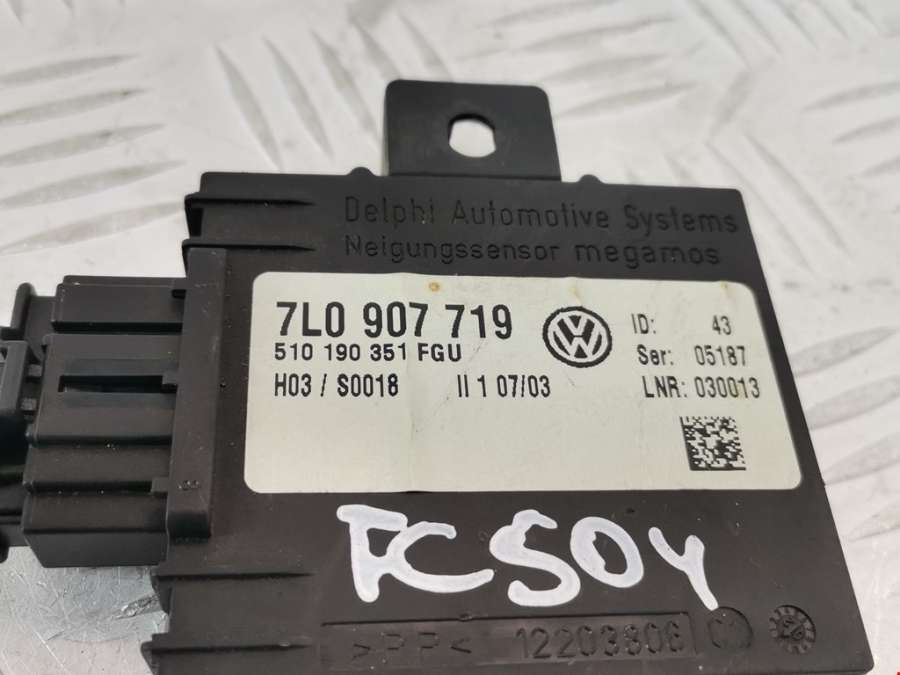 Delphi Automotive Systems
Neigungssensor megamos
7L0 907 719
510 190 351 FGU
H03 / S0018 II 1 07/03
ID: 43
Ser: 05187
LNR: 030013
FC504
>PP< 12203806